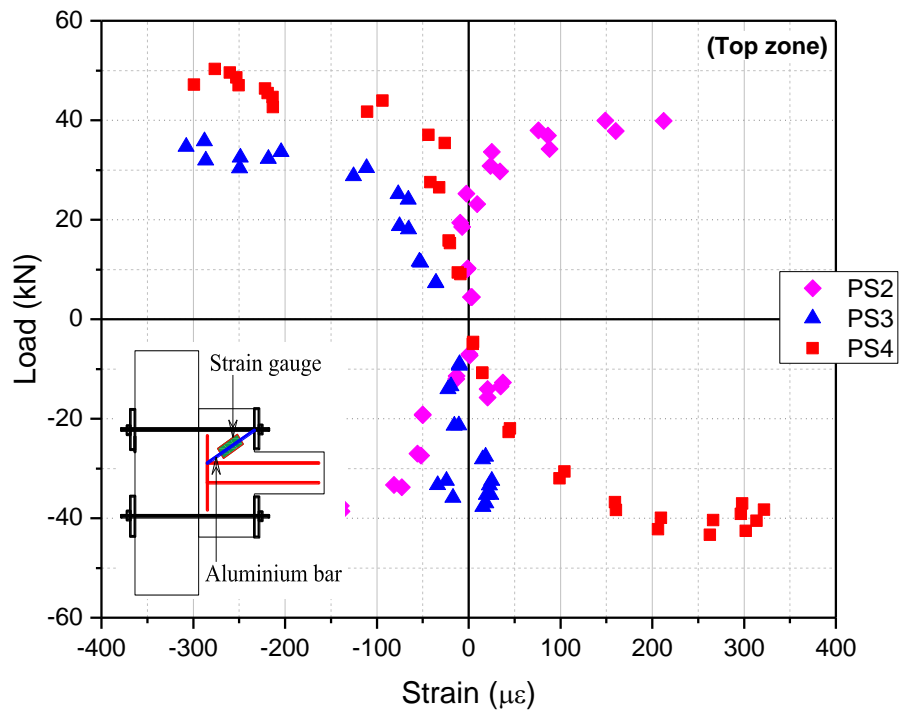 (Top zone)
60
40
20
0
-20
-40
-60
Load (kN)
PS2
PS3
PS4
Strain gauge
Aluminium bar
-400 -300 -200 -100 0 100 200 300 400
Strain (με)